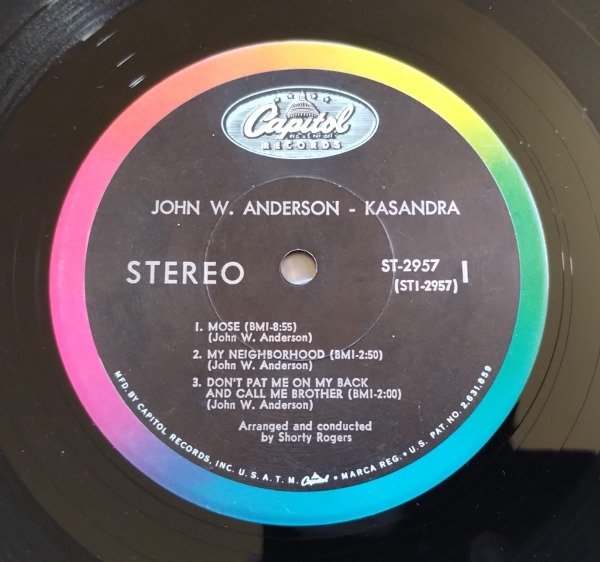 Capitol
REG. U.S. PAT. OFF.
RECORDS
JOHN W. ANDERSON - KASANDRA
STEREO
ST-2957
(ST1-2957)
1
1. MOSE (BMI-8:55)
(John W. Anderson)
2. MY NEIGHBORHOOD (BMI-2:50)
(John W. Anderson)
3. DON'T PAT ME ON MY BACK
AND CALL ME BROTHER (BMI-2:00)
(John W. Anderson)
Arranged and conducted
by Shorty Rogers
MFD. BY CAPITOL RECORDS, INC. U.S.A. T.M. Capitol • MARCA REG. • U.S. PAT. NO. 2,631,859